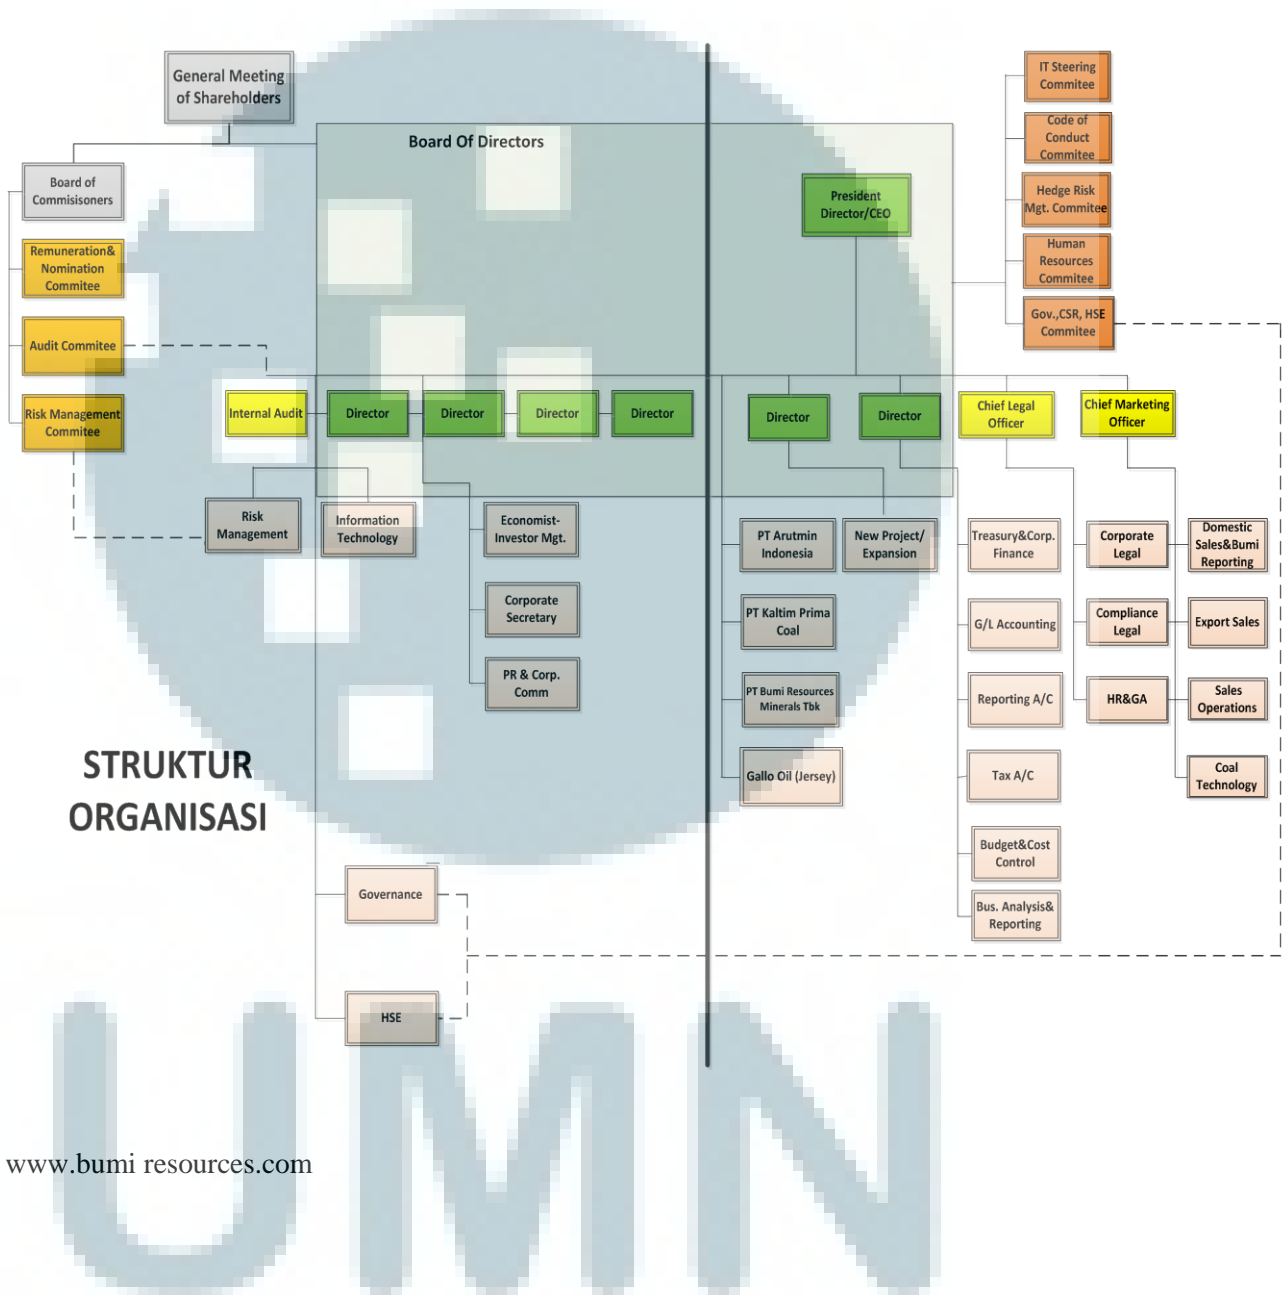 General Meeting
of Shareholders
Board Of Directors
Board of
Commisisoners
Remuneration&
Nomination
Commitee
Audit Commitee
Risk Management
Commitee
President
Director/CEO
IT Steering
Commitee
Code of
Conduct
Commitee
Hedge Risk
Mgt. Commitee
Human
Resources
Commitee
Gov.,CSR, HSE
Commitee
Internal Audit
Director
Director
Director
Director
Director
Director
Chief Legal
Officer
Chief Marketing
Officer
Risk
Management
Information
Technology
Economist-
Investor Mgt.
Corporate
Secretary
PR & Corp.
Comm
PT Arutmin
Indonesia
New Project/
Expansion
PT Kaltim Prima
Coal
PT Bumi Resources
Minerals Tbk
Gallo Oil (Jersey)
Treasury&Corp.
Finance
G/L Accounting
Reporting A/C
Tax A/C
Budget&Cost
Control
Bus. Analysis&
Reporting
Corporate
Legal
Compliance
Legal
HR&GA
Domestic
Sales&Bumi
Reporting
Export Sales
Sales
Operations
Coal
Technology
STRUKTUR
ORGANISASI
Governance
HSE
www.bumi resources.com
UMN